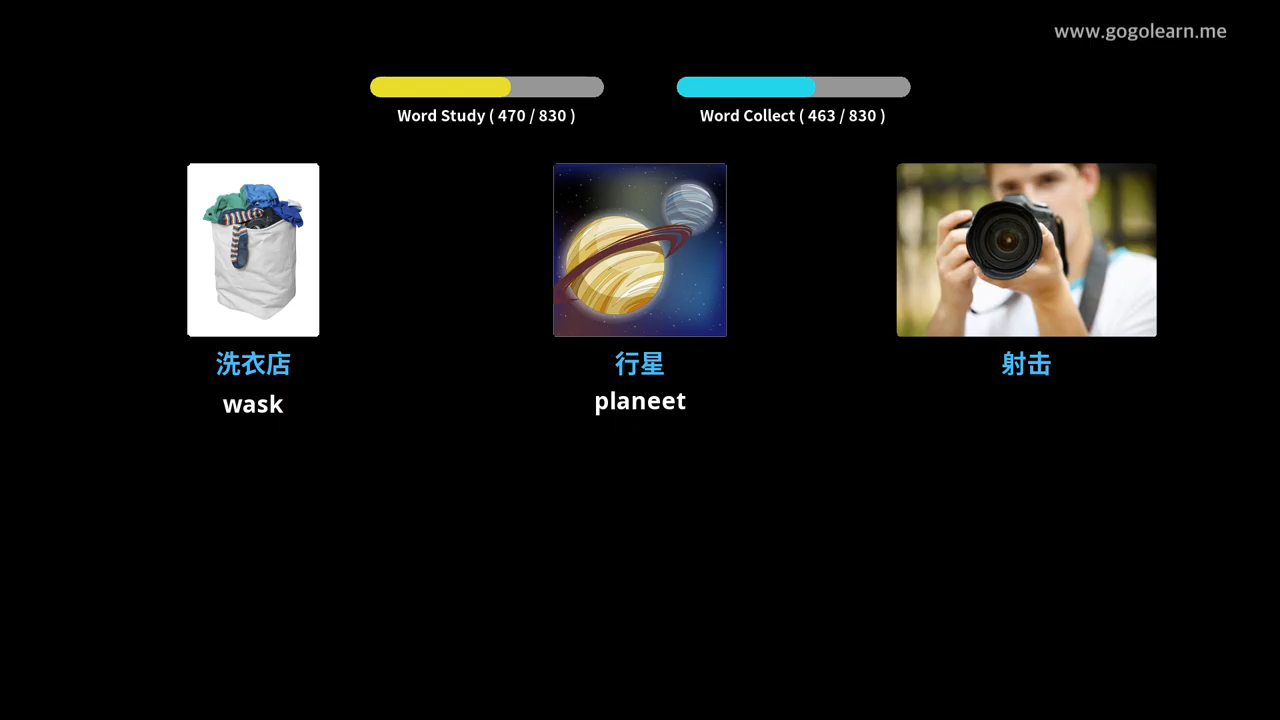 www.gogolearn.me
Word Study ( 470 / 830 )
Word Collect ( 463 / 830 )
洗衣店
行星
射击
wask
planeet